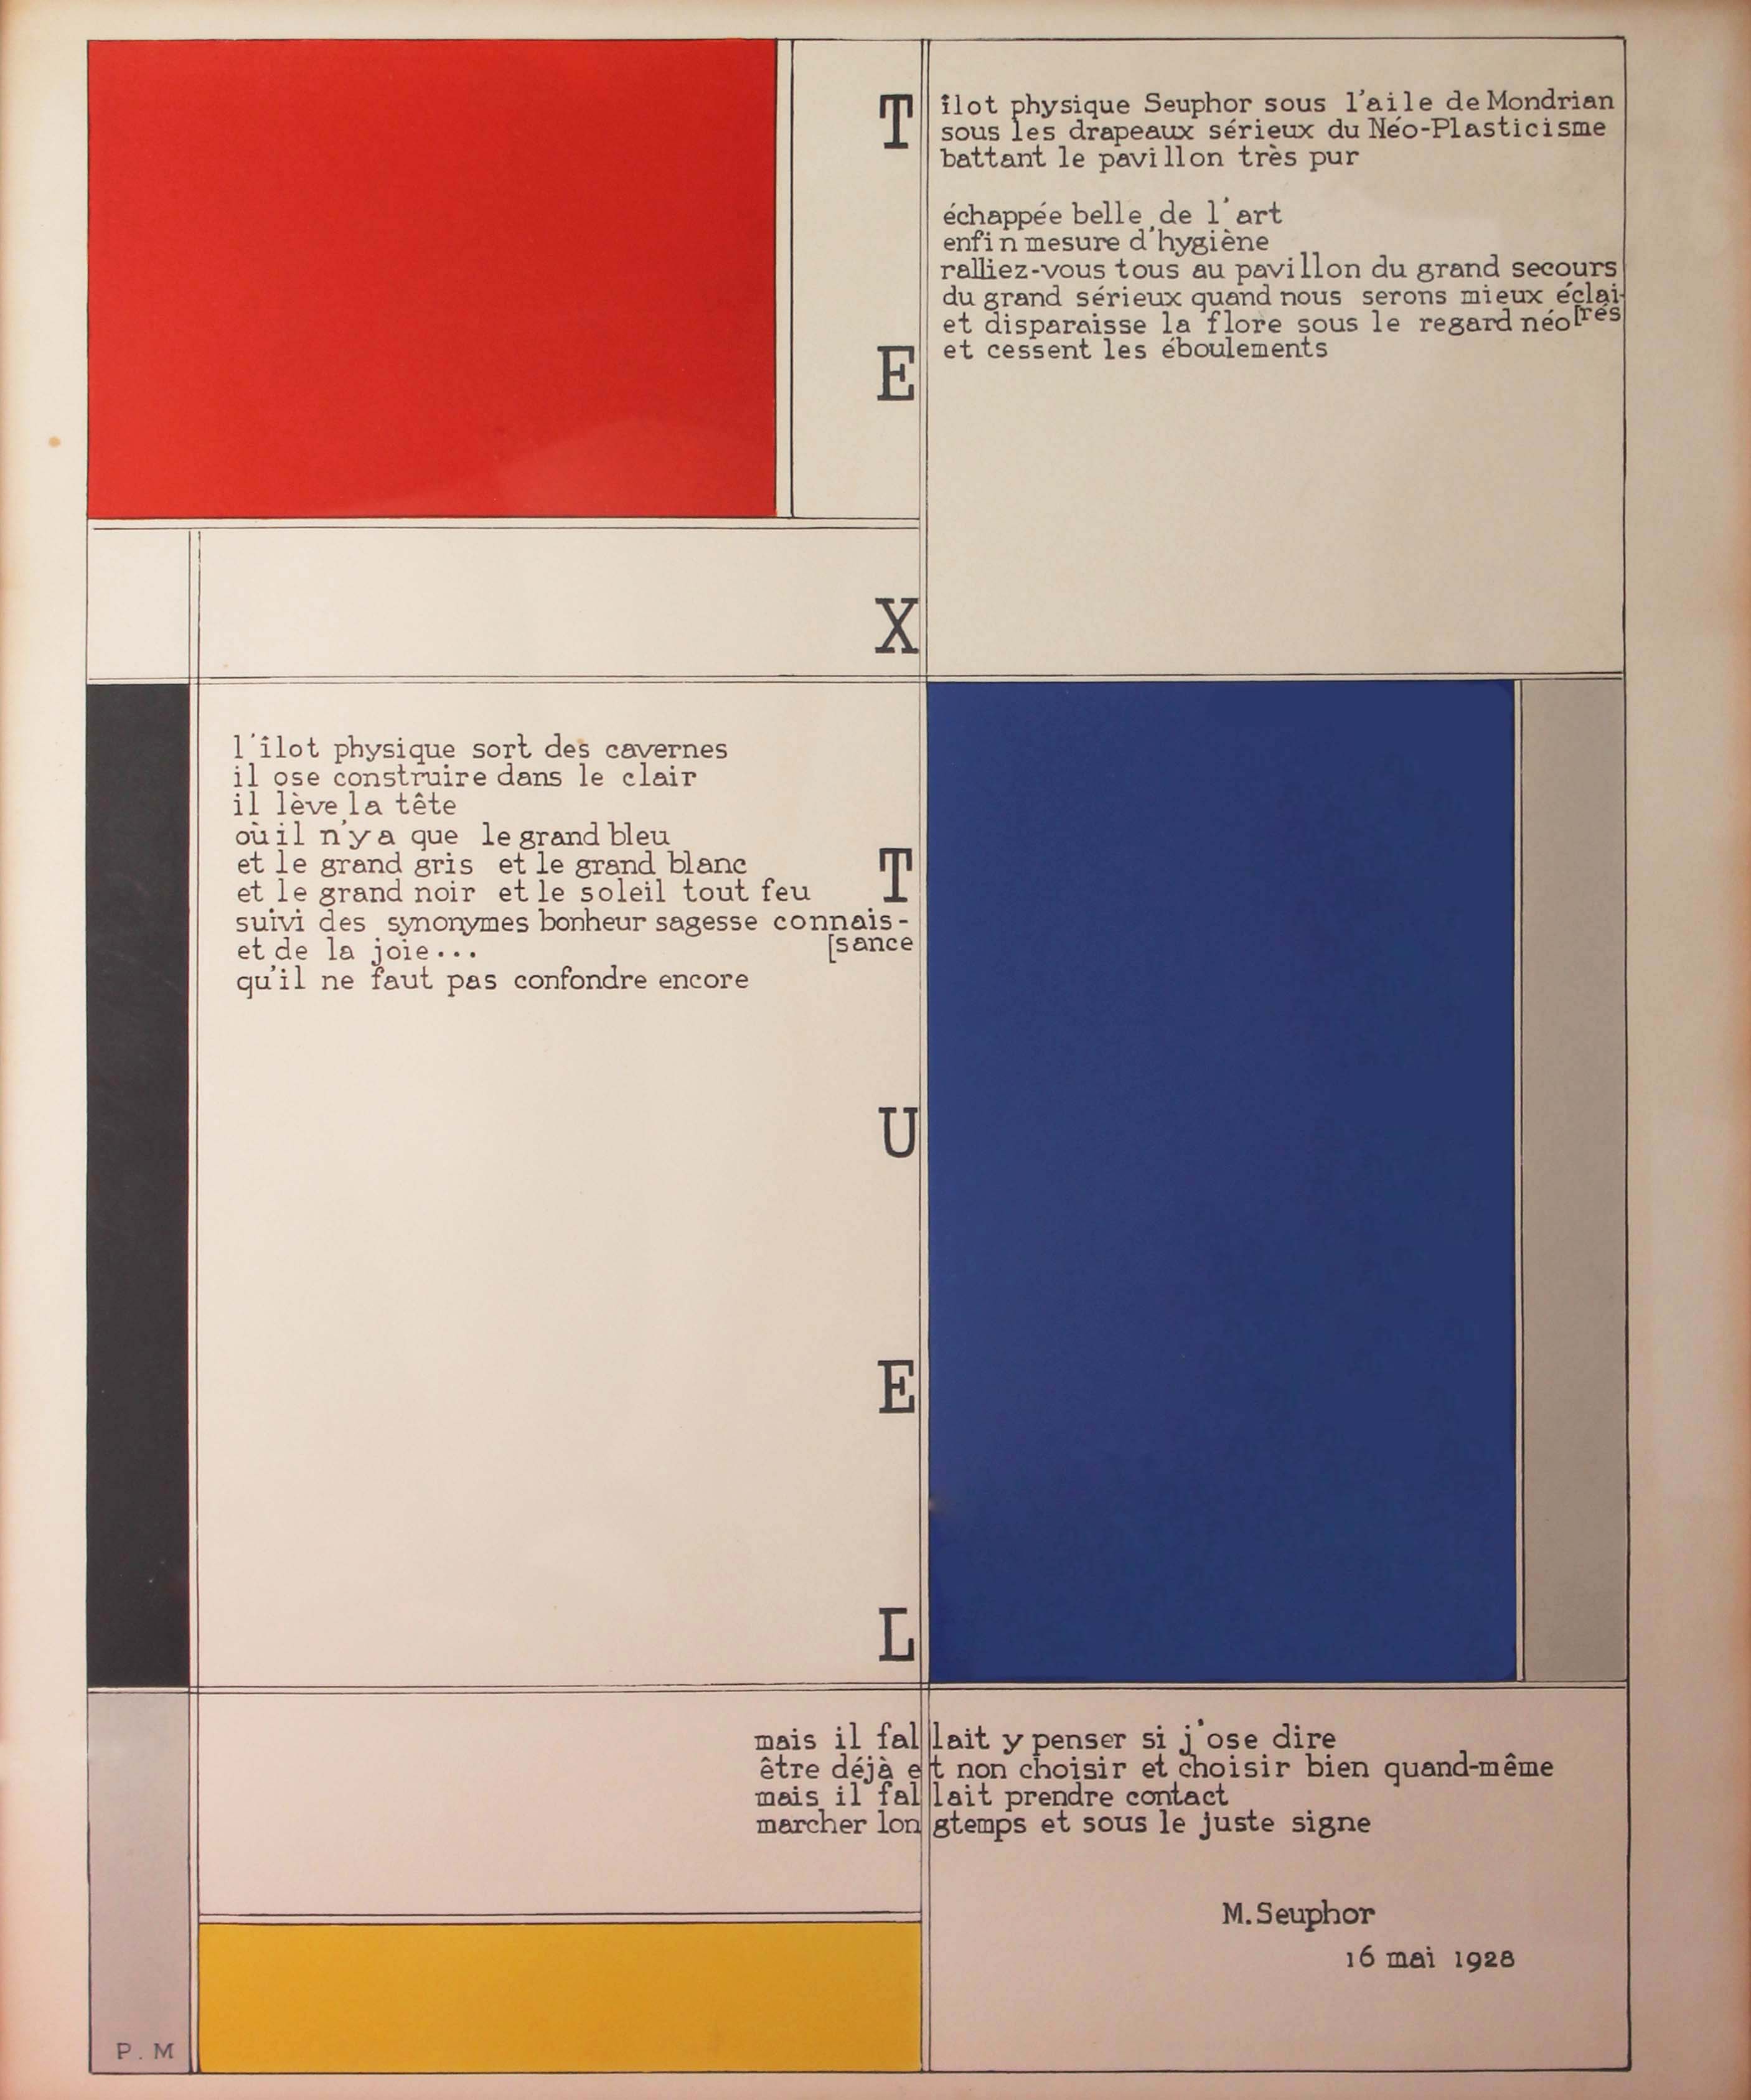 T
E
X
T
U
E
L
îlot physique Seuphor sous l'aile de Mondrian
sous les drapeaux sérieux du Néo-Plasticisme
battant le pavillon très pur
échappée belle de l'art
enfin mesure d'hygiène
ralliez-vous tous au pavillon du grand secours
du grand sérieux quand nous serons mieux éclai-
[rés
et disparaisse la flore sous le regard néo
et cessent les éboulements
l'îlot physique sort des cavernes
il ose construire dans le clair
il lève la tête
où il n'y a que le grand bleu
et le grand gris et le grand blanc
et le grand noir et le soleil tout feu
suivi des synonymes bonheur sagesse connais-
[sance
et de la joie...
qu'il ne faut pas confondre encore
mais il fallait y penser si j'ose dire
être déjà et non choisir et choisir bien quand-même
mais il fallait prendre contact
marcher longtemps et sous le juste signe
M. Seuphor
16 mai 1928
P. M